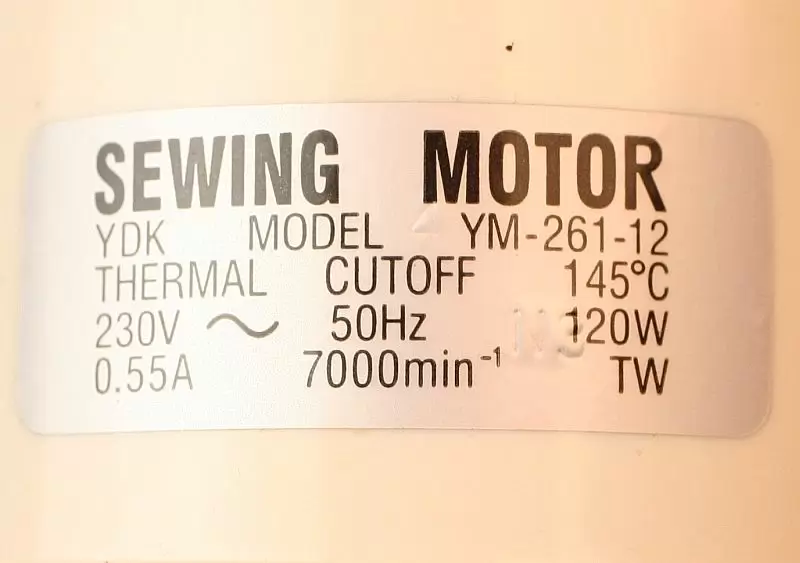 SEWING MOTOR
YDK MODEL YM-261-12
THERMAL CUTOFF 145°C
230V ~ 50Hz 120W
0.55A 7000min⁻¹ TW